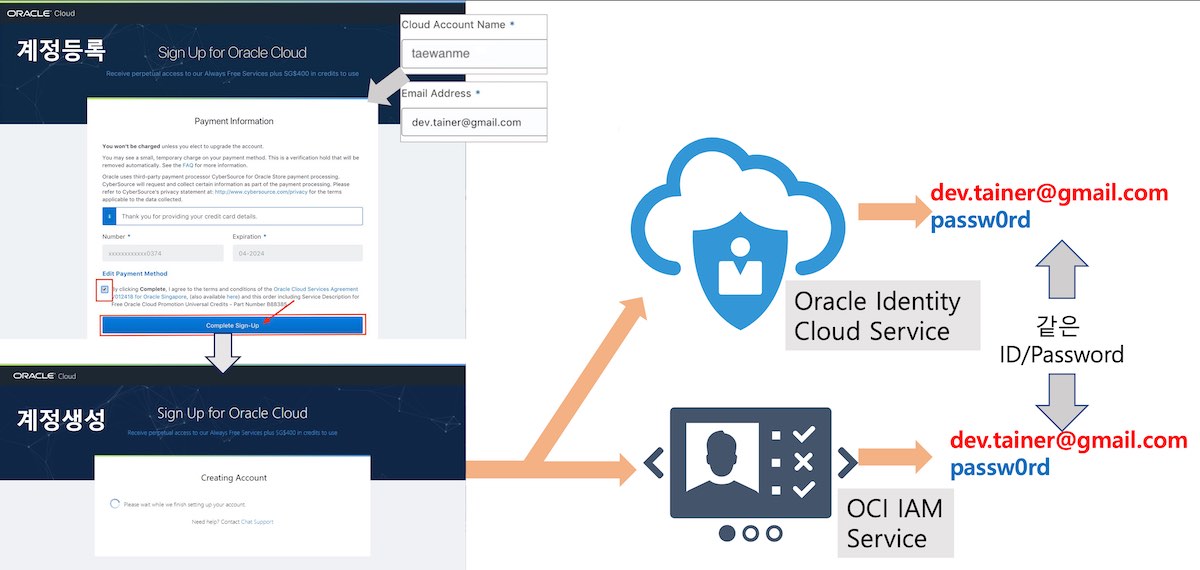 ORACLE Cloud
계정등록
Sign Up for Oracle Cloud
Receive perpetual access to our Always Free Services plus SG$400 in credits to use
Cloud Account Name *
taewanme
Email Address *
dev.tainer@gmail.com
Payment Information
You won't be charged unless you elect to upgrade the account.
You may see a small, temporary charge on your payment method. This is a verification hold that will be
removed automatically. See the FAQ for more information.
Oracle uses third-party payment processor CyberSource for Oracle Store payment processing.
CyberSource will request and collect certain information as part of the payment processing. Please
refer to CyberSource's privacy statement at: http://www.cybersource.com/privacy for the terms
applicable to the data collected.
Thank you for providing your credit card details.
Number *
Expiration *
xxxxxxxxxxxx0374
04-2024
Edit Payment Method
By clicking Complete, I agree to the terms and conditions of the Oracle Cloud Services Agreement
V012418 for Oracle Singapore, (also available here) and this order including Service Description for
Free Oracle Cloud Promotion Universal Credits - Part Number B88385
Complete Sign-Up
ORACLE Cloud
계정생성
Sign Up for Oracle Cloud
Receive perpetual access to our Always Free Services plus SG$400 in credits to use
Creating Account
Please wait while we finish setting up your account.
Need help? Contact Chat Support
Oracle Identity
Cloud Service
dev.tainer@gmail.com
passw0rd
같은
ID/Password
dev.tainer@gmail.com
passw0rd
OCI IAM
Service